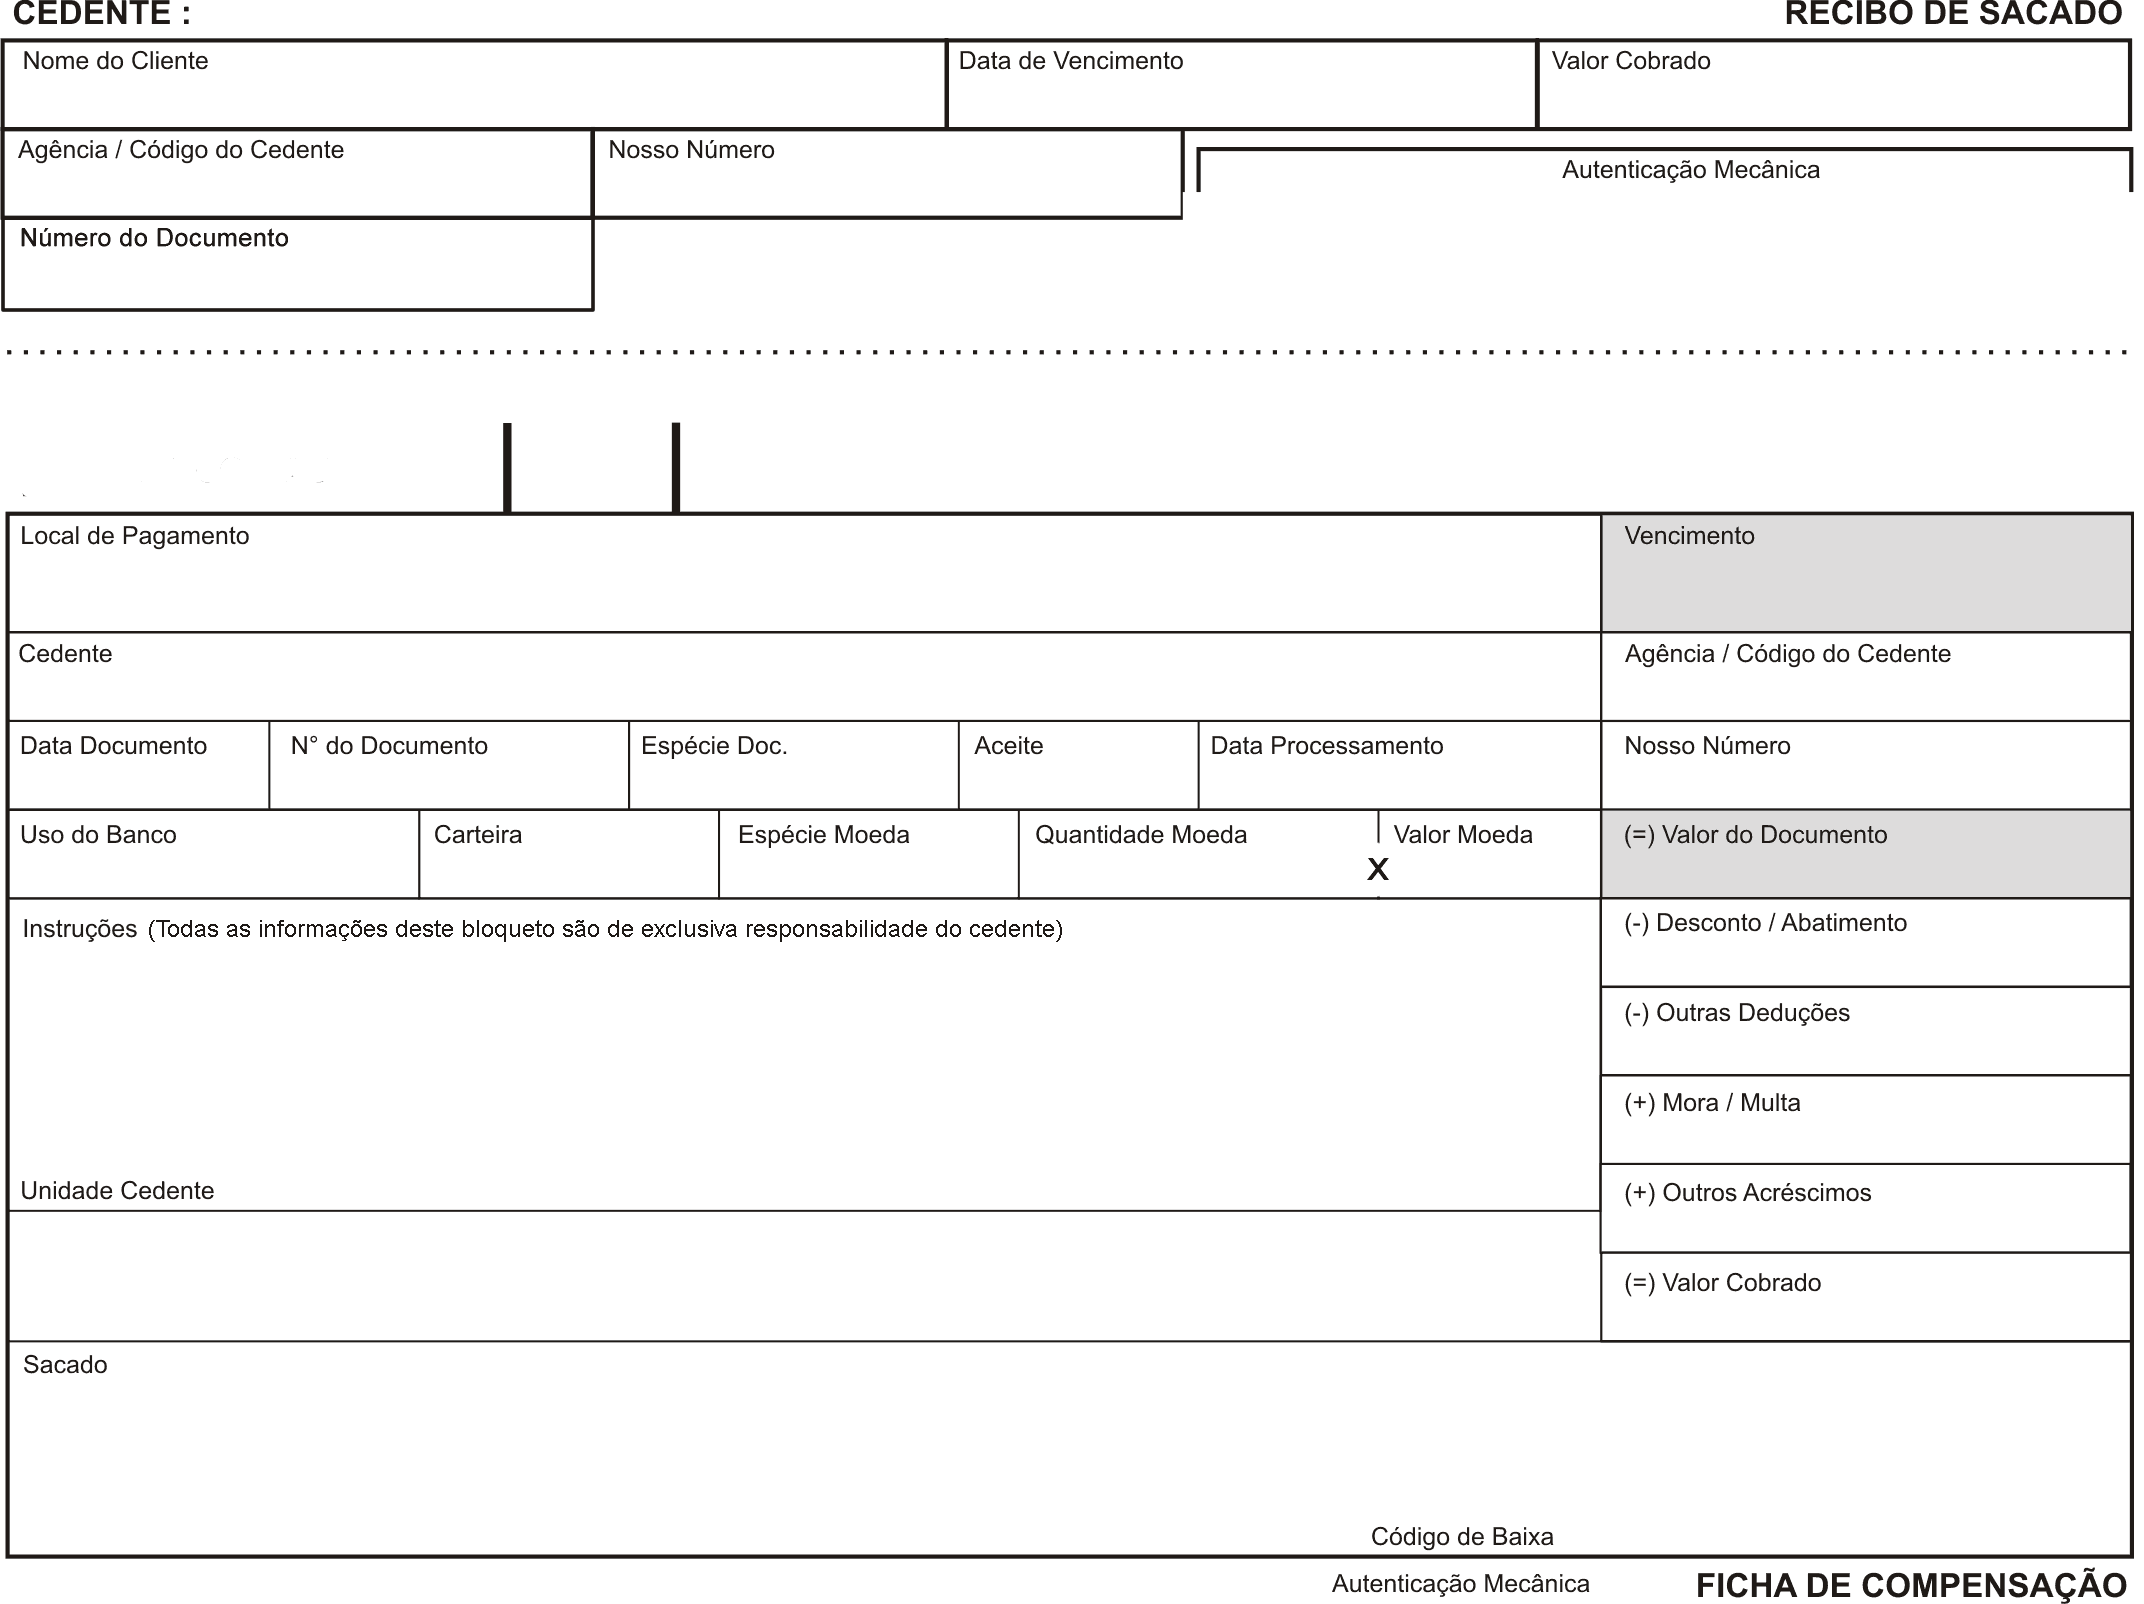 CEDENTE : RECIBO DE SACADO
Nome do Cliente Data de Vencimento Valor Cobrado
Agência / Código do Cedente Nosso Número Autenticação Mecânica
Número do Documento
Local de Pagamento Vencimento
Cedente Agência / Código do Cedente
Data Documento N° do Documento Espécie Doc. Aceite Data Processamento Nosso Número
Uso do Banco Carteira Espécie Moeda Quantidade Moeda X Valor Moeda (=) Valor do Documento
Instruções (Todas as informações deste bloqueto são de exclusiva responsabilidade do cedente) (-) Desconto / Abatimento
(-) Outras Deduções
(+) Mora / Multa
Unidade Cedente (+) Outros Acréscimos
(=) Valor Cobrado
Sacado
Código de Baixa
Autenticação Mecânica FICHA DE COMPENSAÇÃO